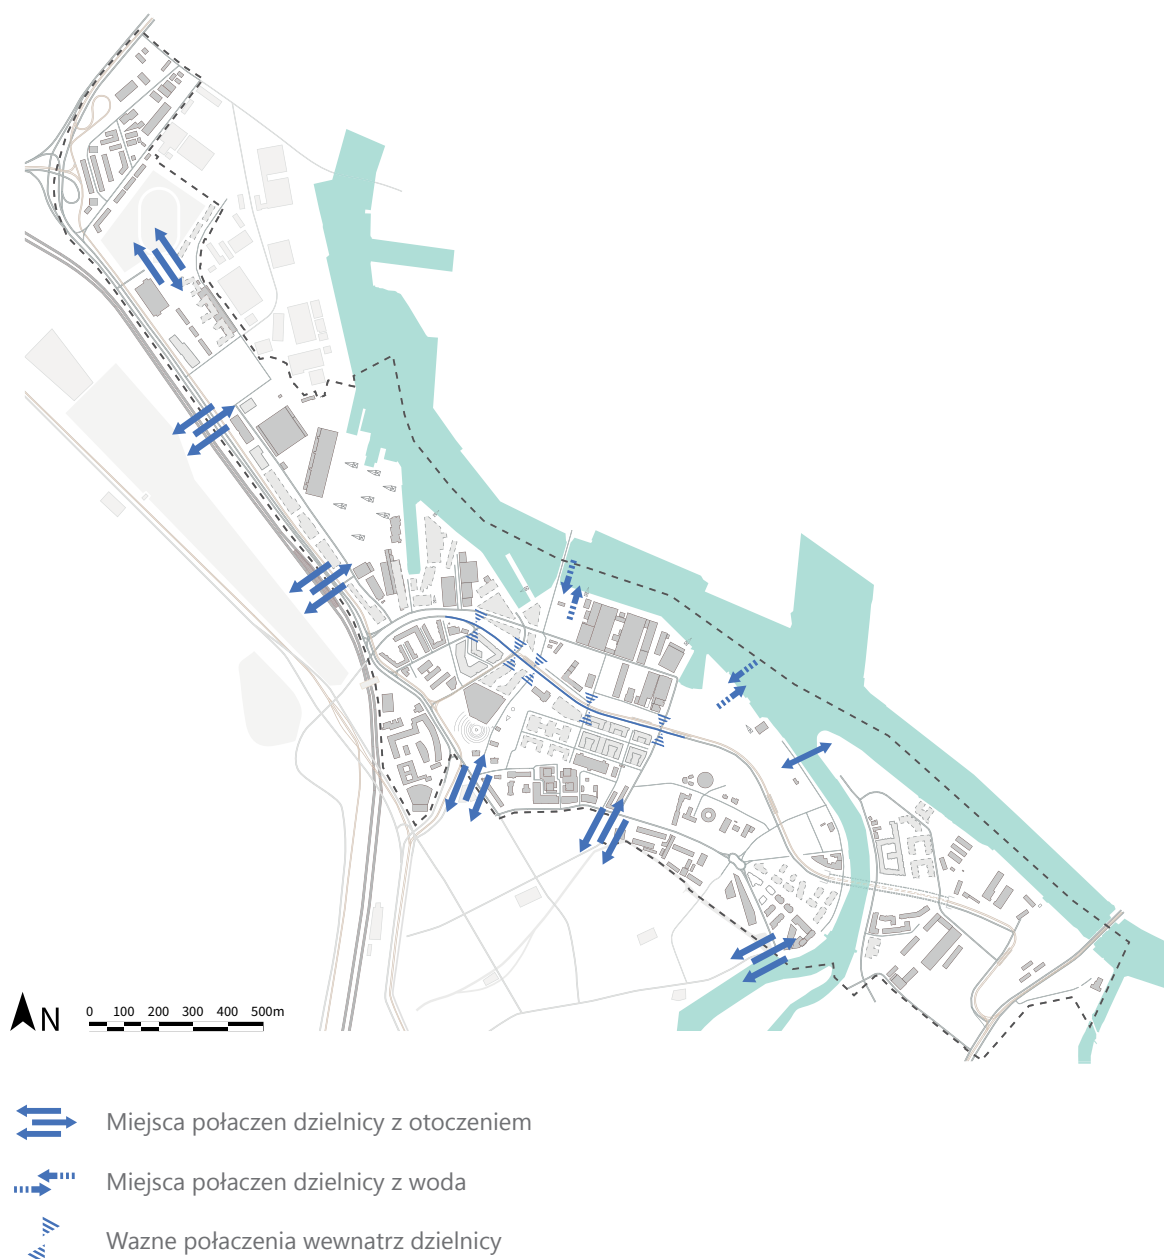 N
0 100 200 300 400 500m
Miejsca połaczen dzielnicy z otoczeniem
Miejsca połaczen dzielnicy z woda
Wazne połaczenia wewnatrz dzielnicy